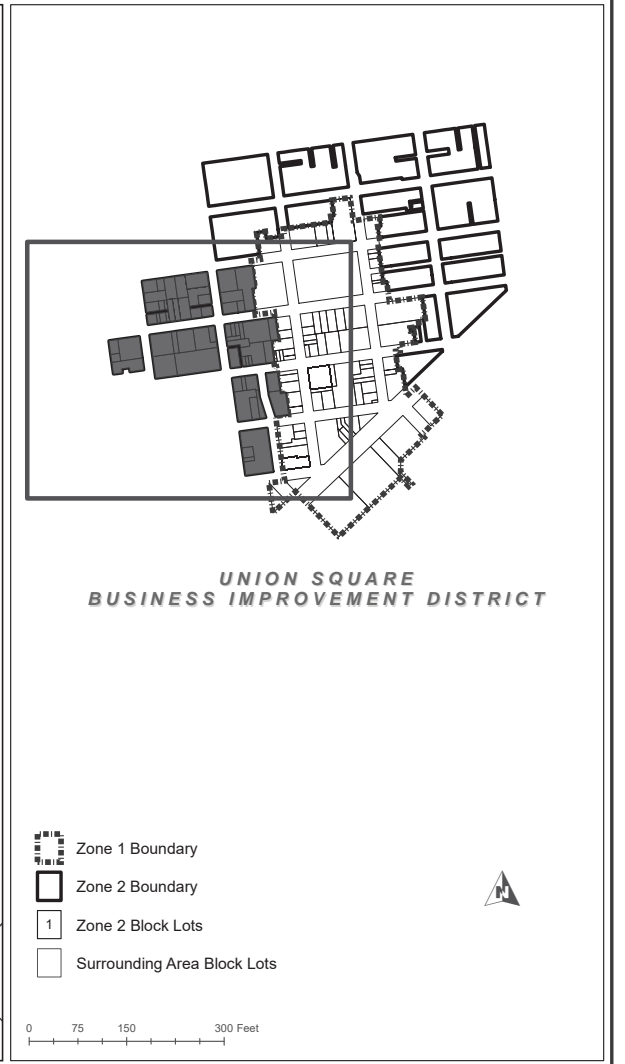 UNION SQUARE
BUSINESS IMPROVEMENT DISTRICT
Zone 1 Boundary
Zone 2 Boundary
1 Zone 2 Block Lots
Surrounding Area Block Lots
N
0 75 150 300 Feet